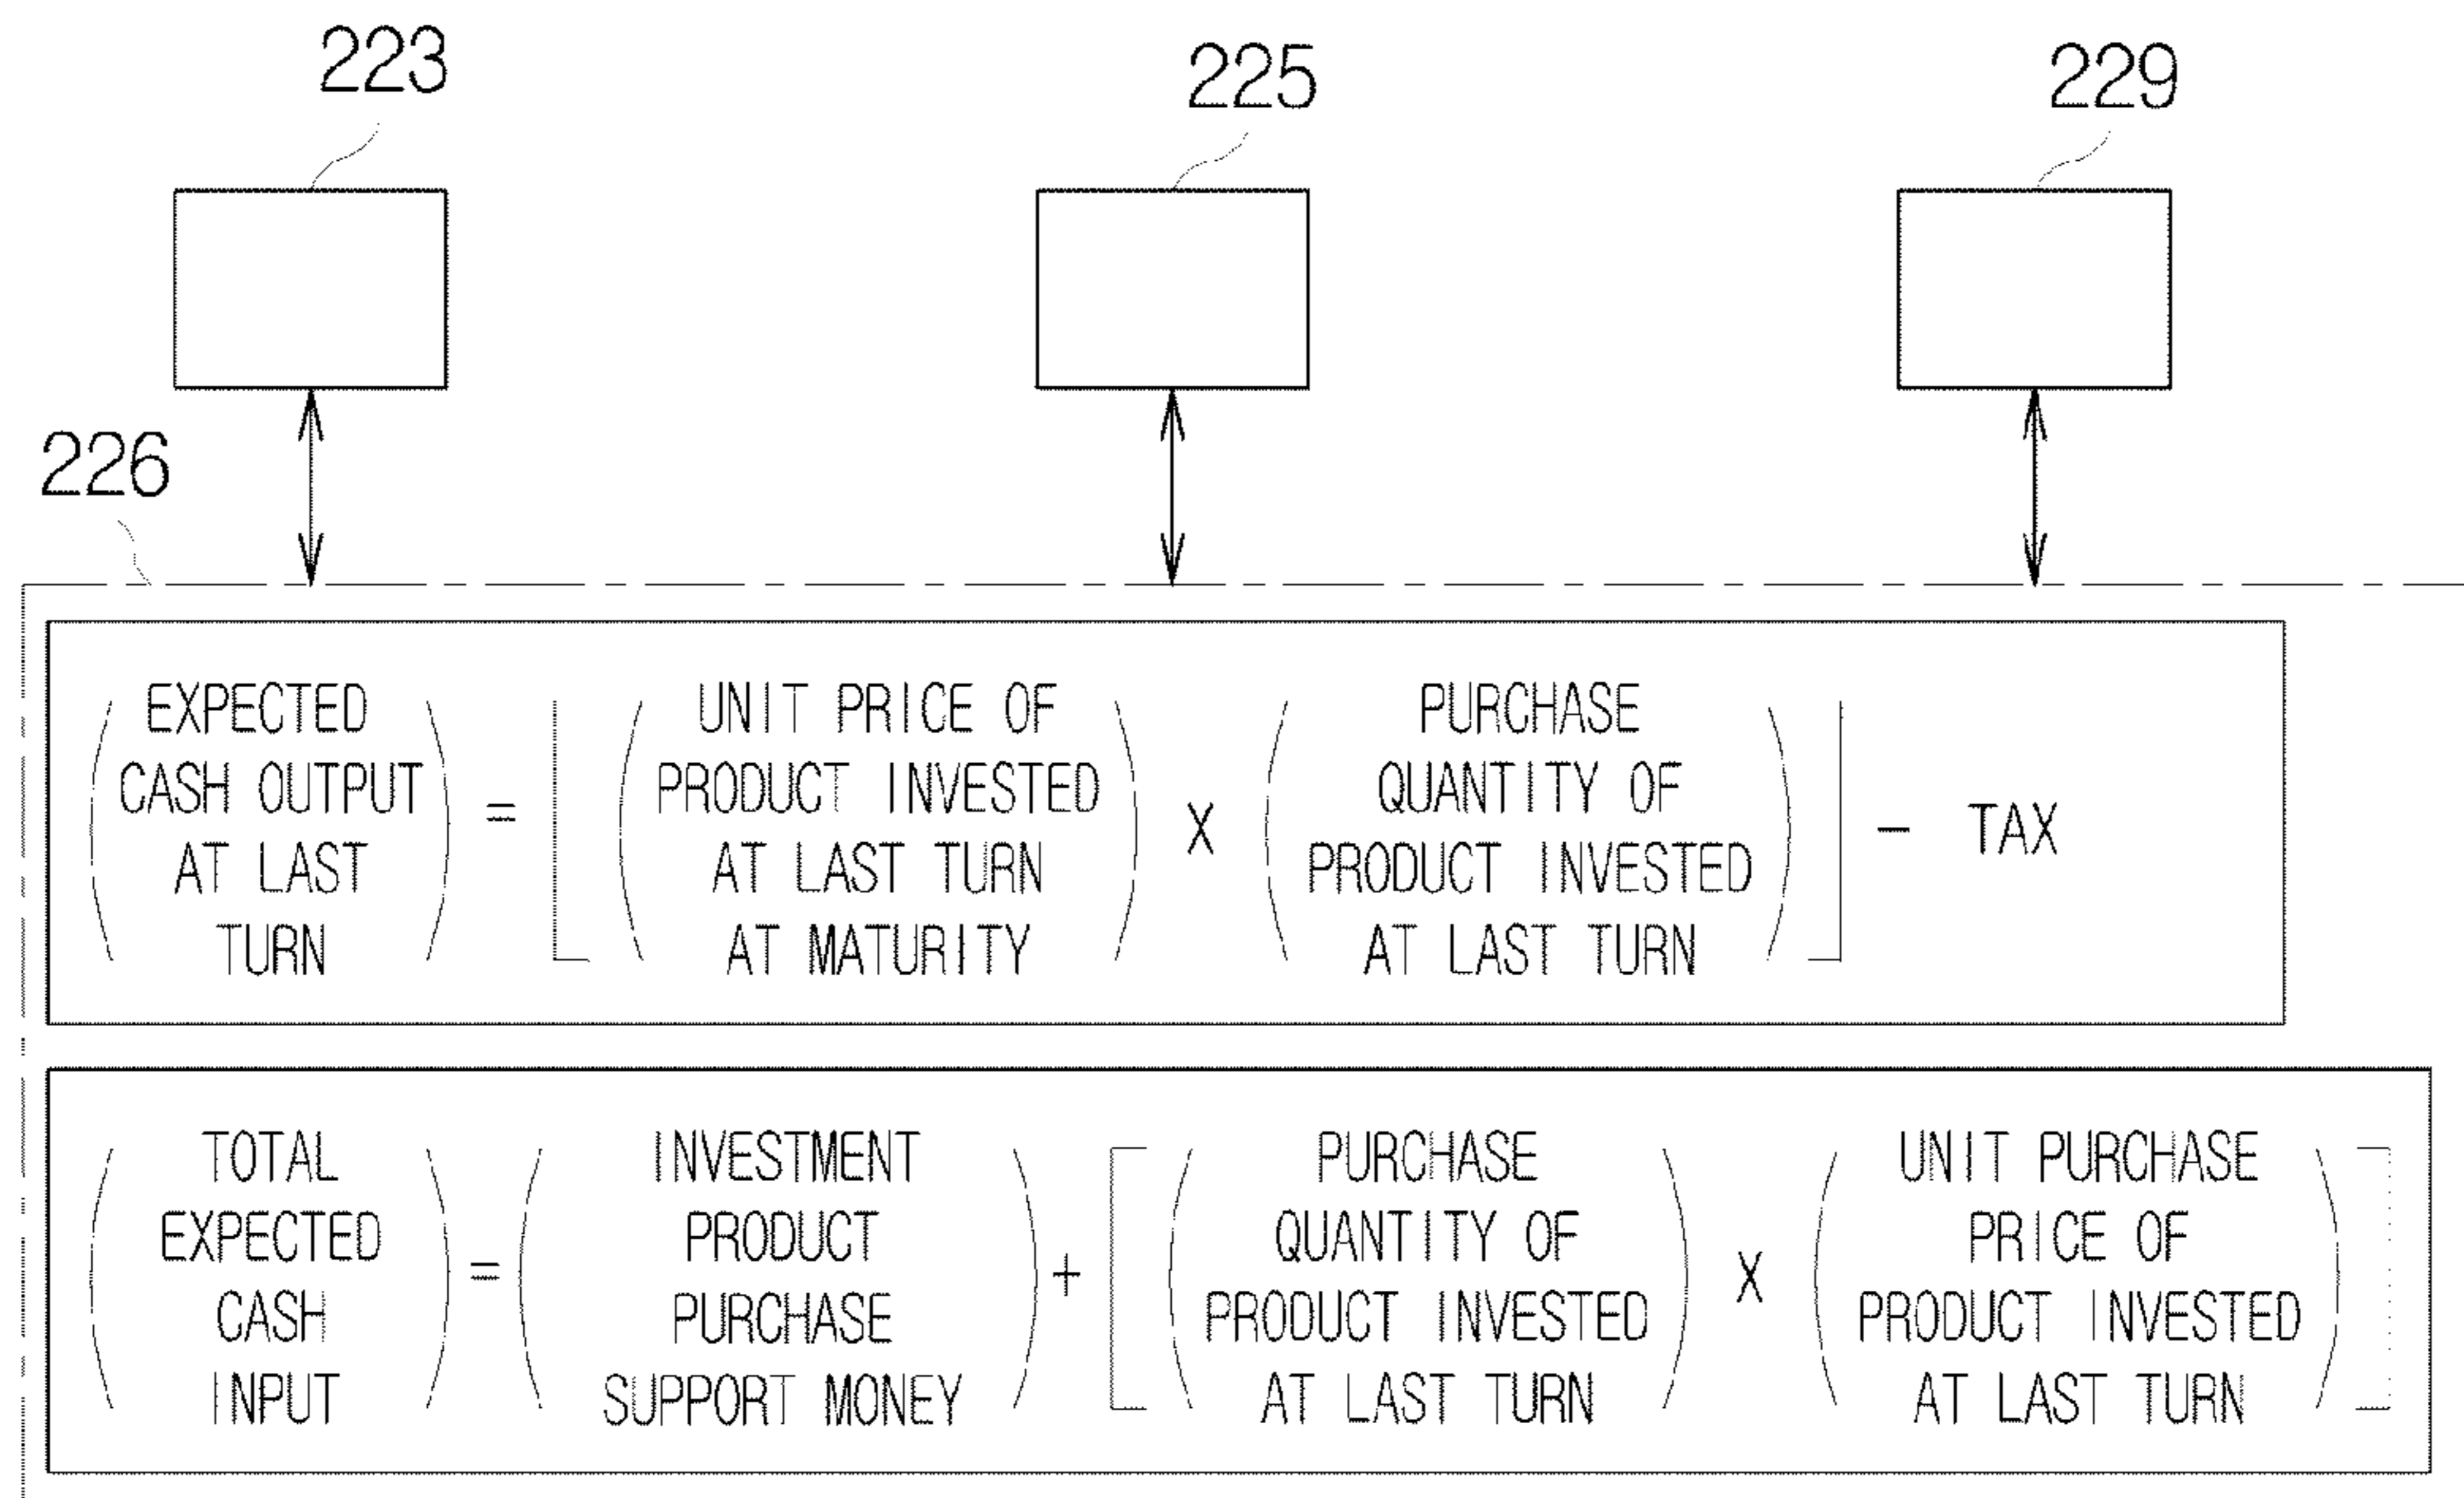 223
225
229
226
EXPECTED
CASH OUTPUT
AT LAST
TURN
=
UNIT PRICE OF
PRODUCT INVESTED
AT LAST TURN
AT MATURITY
X
PURCHASE
QUANTITY OF
PRODUCT INVESTED
AT LAST TURN
− TAX
TOTAL
EXPECTED
CASH
INPUT
=
INVESTMENT
PRODUCT
PURCHASE
SUPPORT MONEY
+
PURCHASE
QUANTITY OF
PRODUCT INVESTED
AT LAST TURN
X
UNIT PURCHASE
PRICE OF
PRODUCT INVESTED
AT LAST TURN